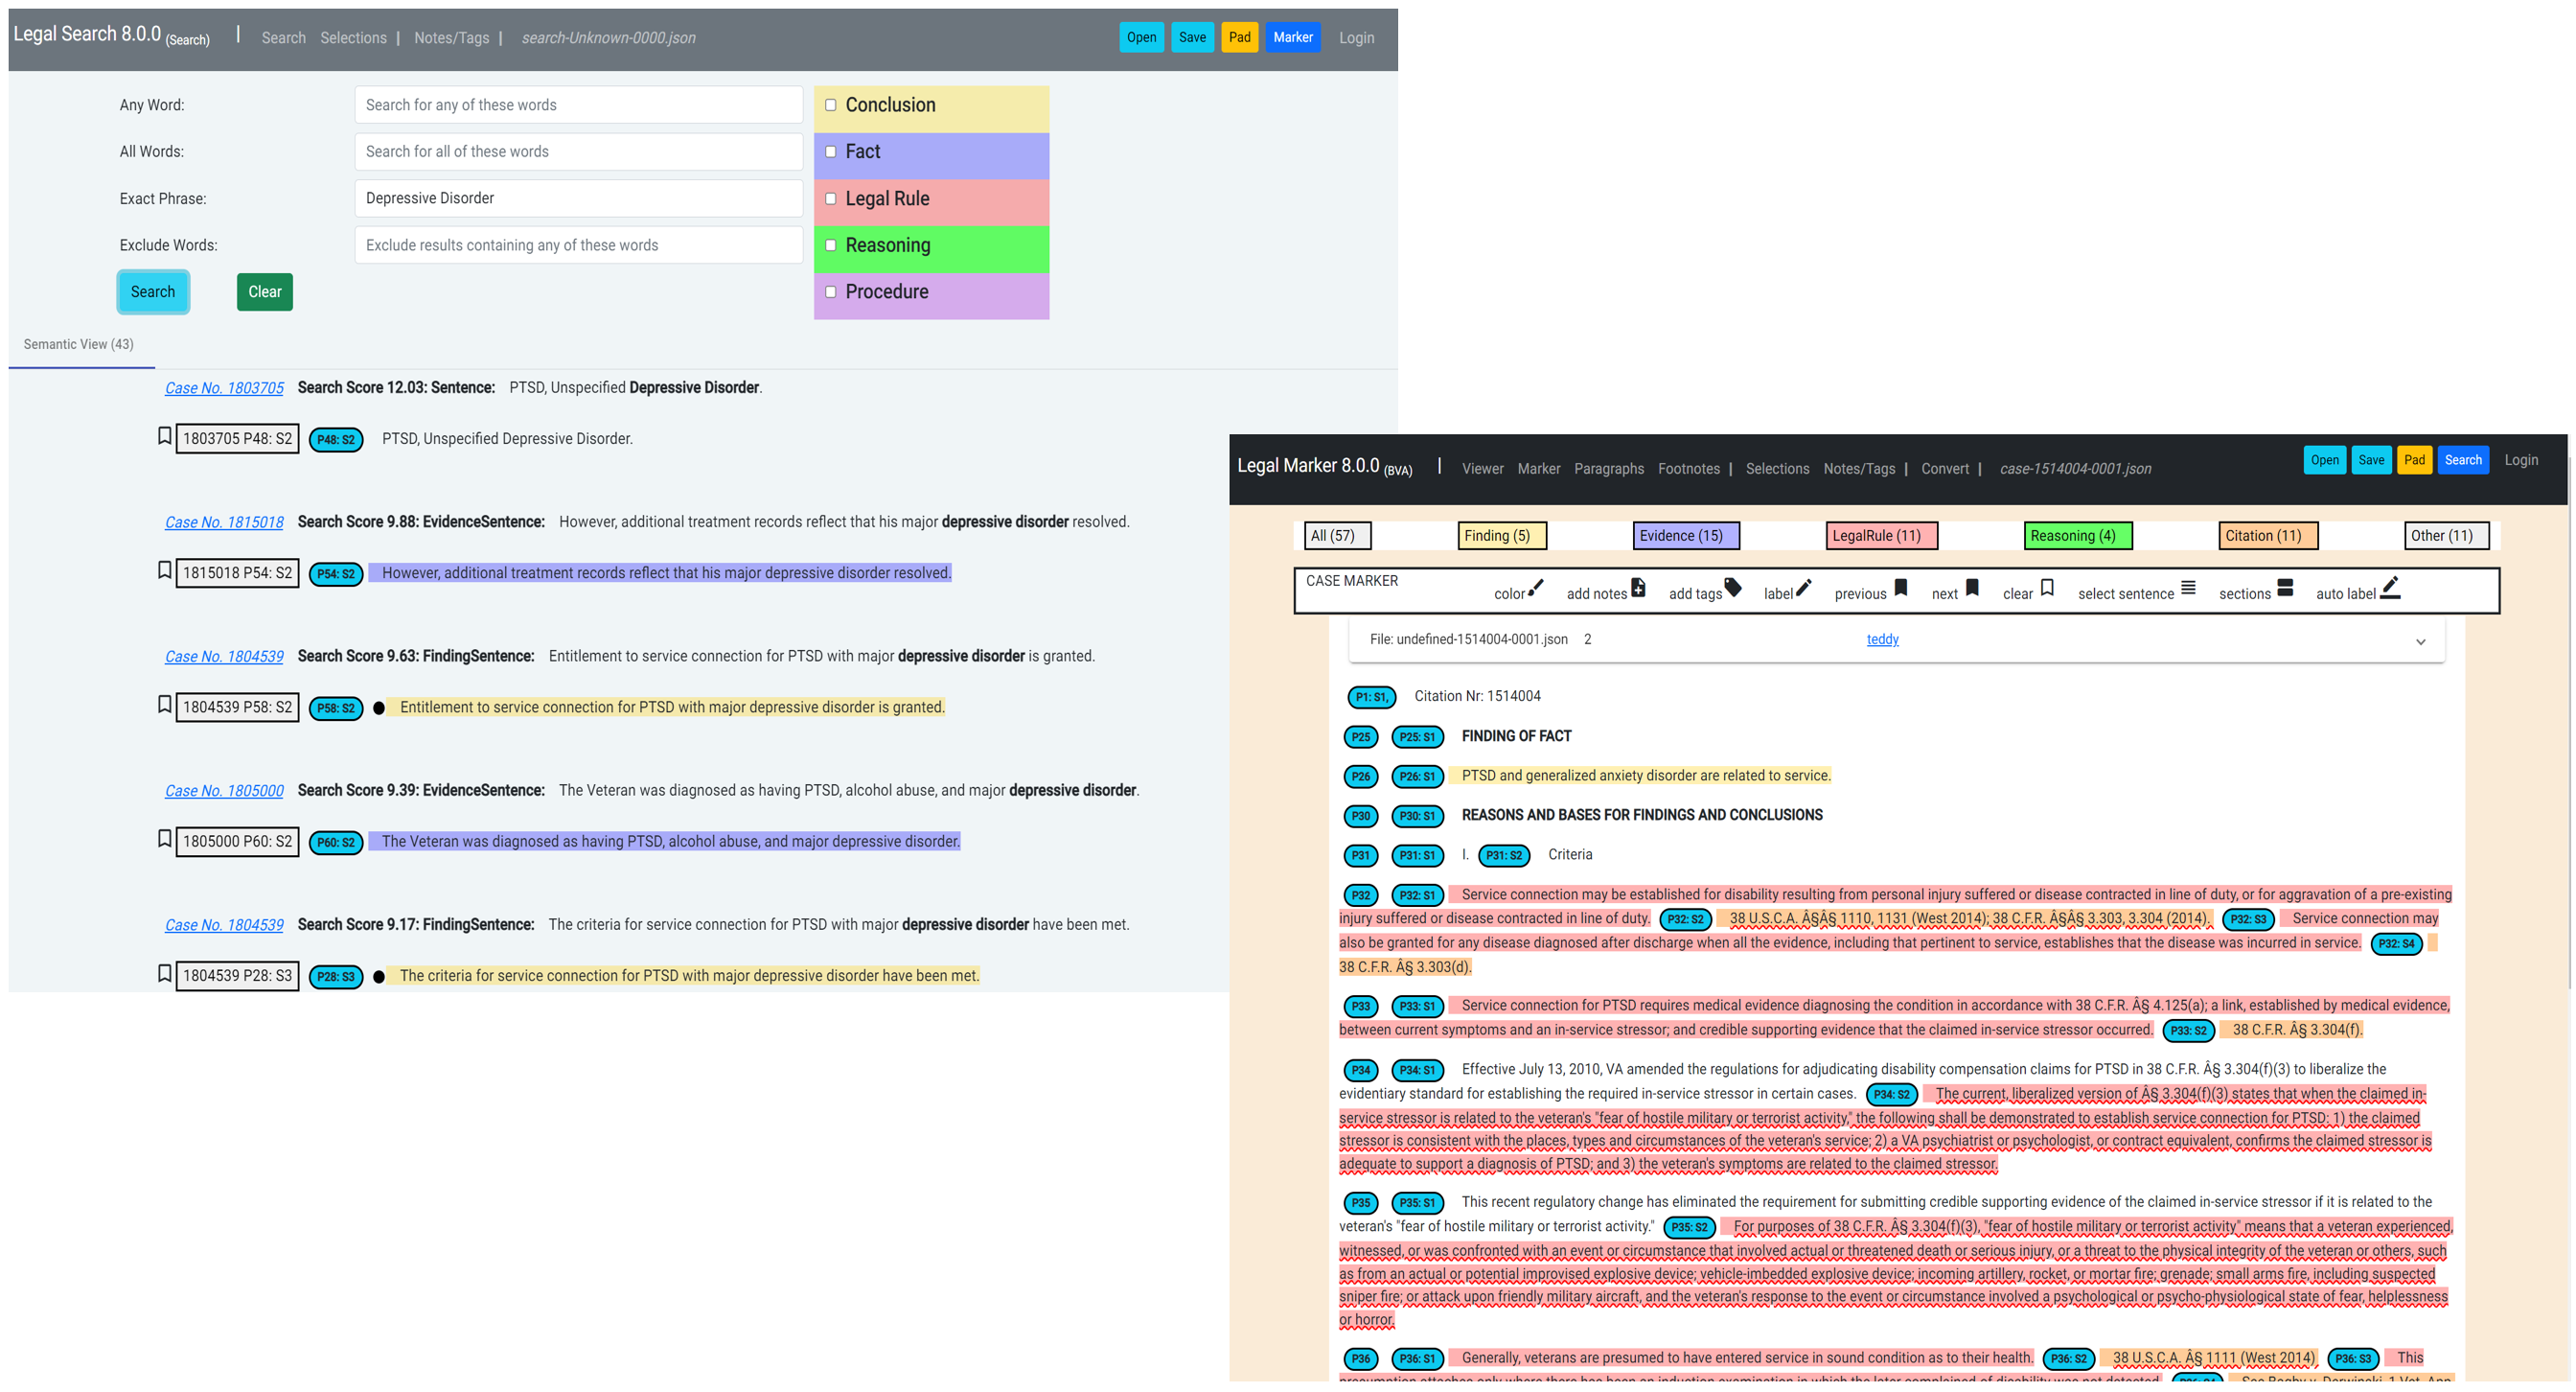 Legal Search 8.0.0 (Search) | Search Selections | Notes/Tags | search-Unknown-0000.json Open Save Pad Marker Login
Any Word: Search for any of these words Conclusion
All Words: Search for all of these words Fact
Exact Phrase: Depressive Disorder Legal Rule
Exclude Words: Exclude results containing any of these words Reasoning
Search Clear Procedure
Semantic View (43)
Case No. 1803705 Search Score 12.03: Sentence: PTSD, Unspecified Depressive Disorder.
1803705 P48: S2 P48: S2 PTSD, Unspecified Depressive Disorder.
Case No. 1815018 Search Score 9.88: EvidenceSentence: However, additional treatment records reflect that his major depressive disorder resolved.
1815018 P54: S2 P54: S2 However, additional treatment records reflect that his major depressive disorder resolved.
Case No. 1804539 Search Score 9.63: FindingSentence: Entitlement to service connection for PTSD with major depressive disorder is granted.
1804539 P58: S2 P58: S2 Entitlement to service connection for PTSD with major depressive disorder is granted.
Case No. 1805000 Search Score 9.39: EvidenceSentence: The Veteran was diagnosed as having PTSD, alcohol abuse, and major depressive disorder.
1805000 P60: S2 P60: S2 The Veteran was diagnosed as having PTSD, alcohol abuse, and major depressive disorder.
Case No. 1804539 Search Score 9.17: FindingSentence: The criteria for service connection for PTSD with major depressive disorder have been met.
1804539 P28: S3 P28: S3 The criteria for service connection for PTSD with major depressive disorder have been met.
Legal Marker 8.0.0 (BVA) | Viewer Marker Paragraphs Footnotes | Selections Notes/Tags | Convert | case-1514004-0001.json Open Save Pad Search Login
All (57) Finding (5) Evidence (15) LegalRule (11) Reasoning (4) Citation (11) Other (11)
CASE MARKER color add notes add tags label previous next clear select sentence sections auto label
File: undefined-1514004-0001.json 2 teddy
P1: S1, Citation Nr: 1514004
P25 P25: S1 FINDING OF FACT
P26 P26: S1 PTSD and generalized anxiety disorder are related to service.
P30 P30: S1 REASONS AND BASES FOR FINDINGS AND CONCLUSIONS
P31 P31: S1 I. P31: S2 Criteria
P32 P32: S1 Service connection may be established for disability resulting from personal injury suffered or disease contracted in line of duty, or for aggravation of a pre-existing
injury suffered or disease contracted in line of duty. P32: S2 38 U.S.C.A. Â§Â§ 1110, 1131 (West 2014); 38 C.F.R. Â§Â§ 3.303, 3.304 (2014). P32: S3 Service connection may
also be granted for any disease diagnosed after discharge when all the evidence, including that pertinent to service, establishes that the disease was incurred in service. P32: S4
38 C.F.R. Â§ 3.303(d).
P33 P33: S1 Service connection for PTSD requires medical evidence diagnosing the condition in accordance with 38 C.F.R. Â§ 4.125(a); a link, established by medical evidence,
between current symptoms and an in-service stressor; and credible supporting evidence that the claimed in-service stressor occurred. P33: S2 38 C.F.R. Â§ 3.304(f).
P34 P34: S1 Effective July 13, 2010, VA amended the regulations for adjudicating disability compensation claims for PTSD in 38 C.F.R. Â§ 3.304(f)(3) to liberalize the
evidentiary standard for establishing the required in-service stressor in certain cases. P34: S2 The current, liberalized version of Â§ 3.304(f)(3) states that when the claimed in-
service stressor is related to the veteran's "fear of hostile military or terrorist activity," the following shall be demonstrated to establish service connection for PTSD: 1) the claimed
stressor is consistent with the places, types and circumstances of the veteran's service; 2) a VA psychiatrist or psychologist, or contract equivalent, confirms the claimed stressor is
adequate to support a diagnosis of PTSD; and 3) the veteran's symptoms are related to the claimed stressor.
P35 P35: S1 This recent regulatory change has eliminated the requirement for submitting credible supporting evidence of the claimed in-service stressor if it is related to the
veteran's "fear of hostile military or terrorist activity." P35: S2 For purposes of 38 C.F.R. Â§ 3.304(f)(3), "fear of hostile military or terrorist activity" means that a veteran experienced,
witnessed, or was confronted with an event or circumstance that involved actual or threatened death or serious injury, or a threat to the physical integrity of the veteran or others, such
as from an actual or potential improvised explosive device; vehicle-imbedded explosive device; incoming artillery, rocket, or mortar fire; grenade; small arms fire, including suspected
sniper fire; or attack upon friendly military aircraft, and the veteran's response to the event or circumstance involved a psychological or psycho-physiological state of fear, helplessness
or horror.
P36 P36: S1 Generally, veterans are presumed to have entered service in sound condition as to their health. P36: S2 38 U.S.C.A. Â§ 1111 (West 2014). P36: S3 This